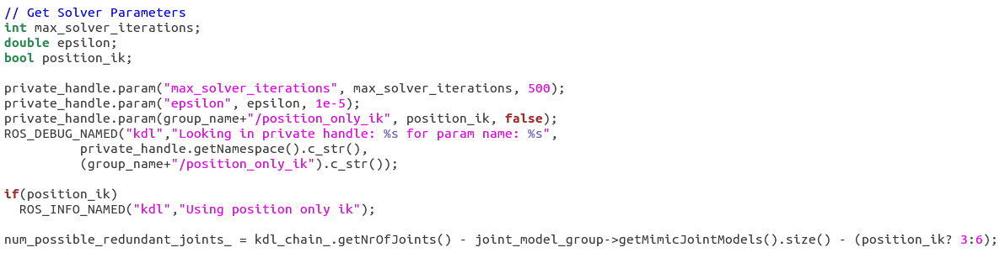 // Get Solver Parameters
int max_solver_iterations;
double epsilon;
bool position_ik;

private_handle.param("max_solver_iterations", max_solver_iterations, 500);
private_handle.param("epsilon", epsilon, 1e-5);
private_handle.param(group_name+"/position_only_ik", position_ik, false);
ROS_DEBUG_NAMED("kdl","Looking in private handle: %s for param name: %s",
          private_handle.getNamespace().c_str(),
          (group_name+"/position_only_ik").c_str());

if(position_ik)
  ROS_INFO_NAMED("kdl","Using position only ik");

num_possible_redundant_joints_ = kdl_chain_.getNrOfJoints() - joint_model_group->getMimicJointModels().size() - (position_ik? 3:6);